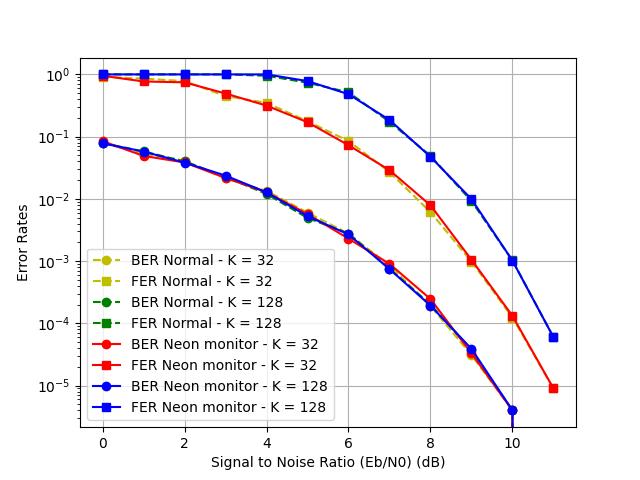 10⁰
10⁻¹
10⁻²
10⁻³
10⁻⁴
10⁻⁵
Error Rates
BER Normal - K = 32
FER Normal - K = 32
BER Normal - K = 128
FER Normal - K = 128
BER Neon monitor - K = 32
FER Neon monitor - K = 32
BER Neon monitor - K = 128
FER Neon monitor - K = 128
0 2 4 6 8 10
Signal to Noise Ratio (Eb/N0) (dB)